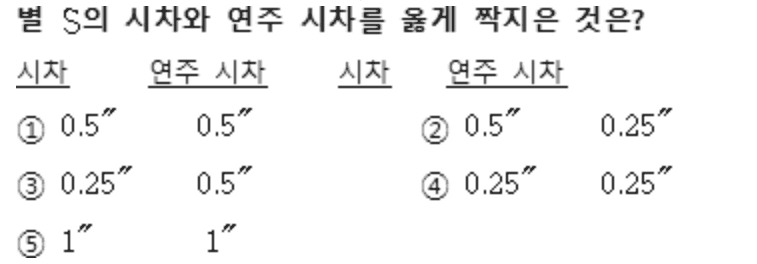 별 S의 시차와 연주 시차를 옳게 짝지은 것은?
시차 연주 시차 시차 연주 시차
① 0.5″ 0.5″ ② 0.5″ 0.25″
③ 0.25″ 0.5″ ④ 0.25″ 0.25″
⑤ 1″ 1″